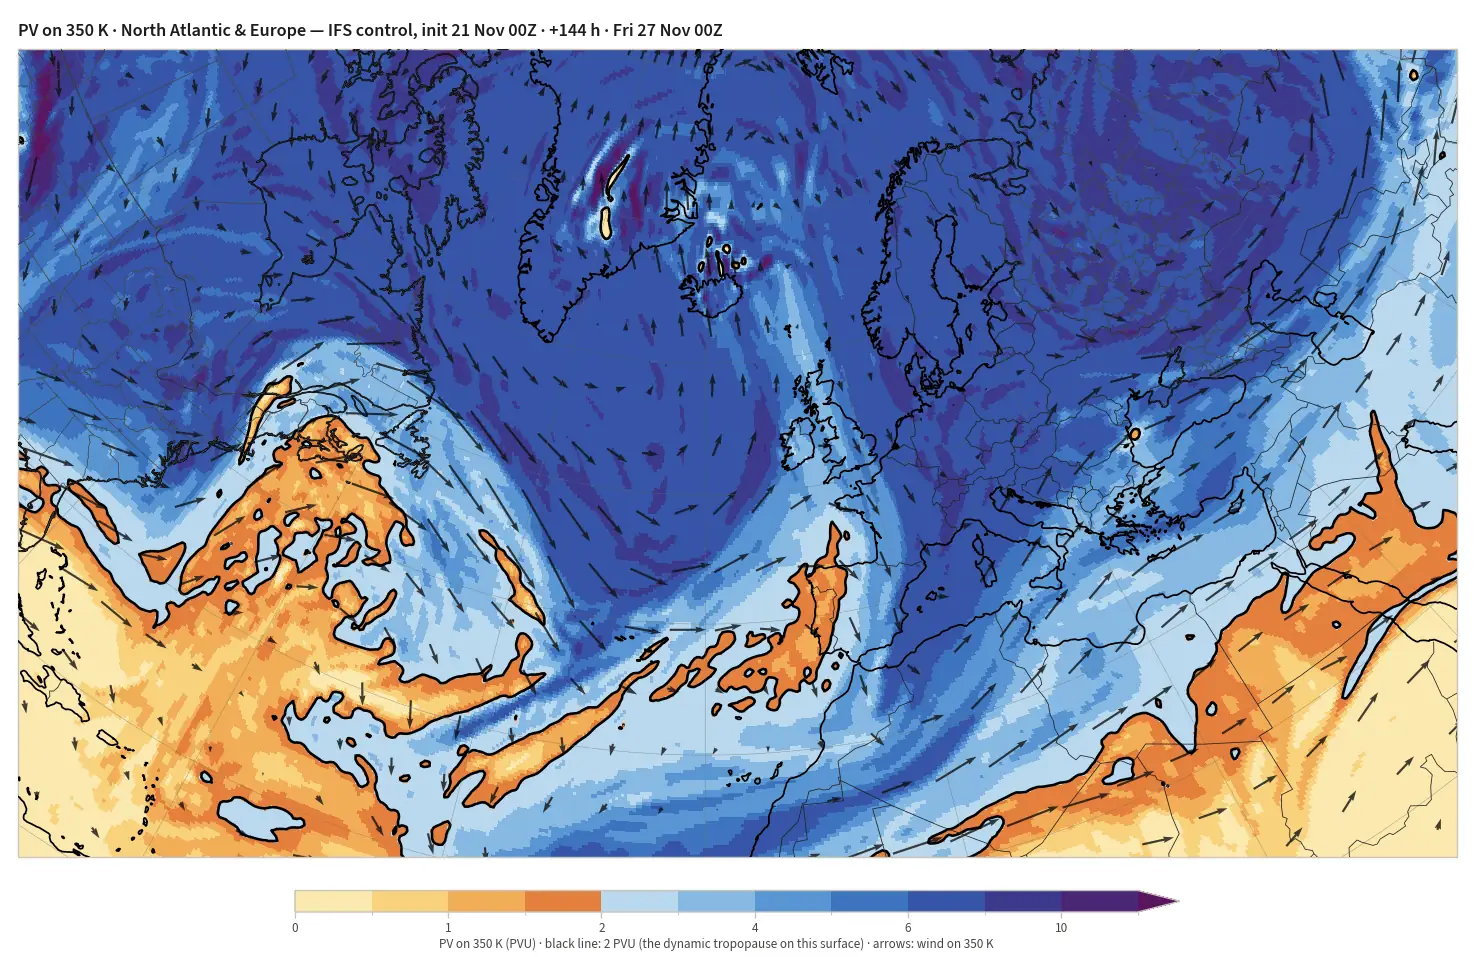 PV on 350 K · North Atlantic & Europe — IFS control, init 21 Nov 00Z · +144 h · Fri 27 Nov 00Z
0 1 2 4 6 10
PV on 350 K (PVU) · black line: 2 PVU (the dynamic tropopause on this surface) · arrows: wind on 350 K